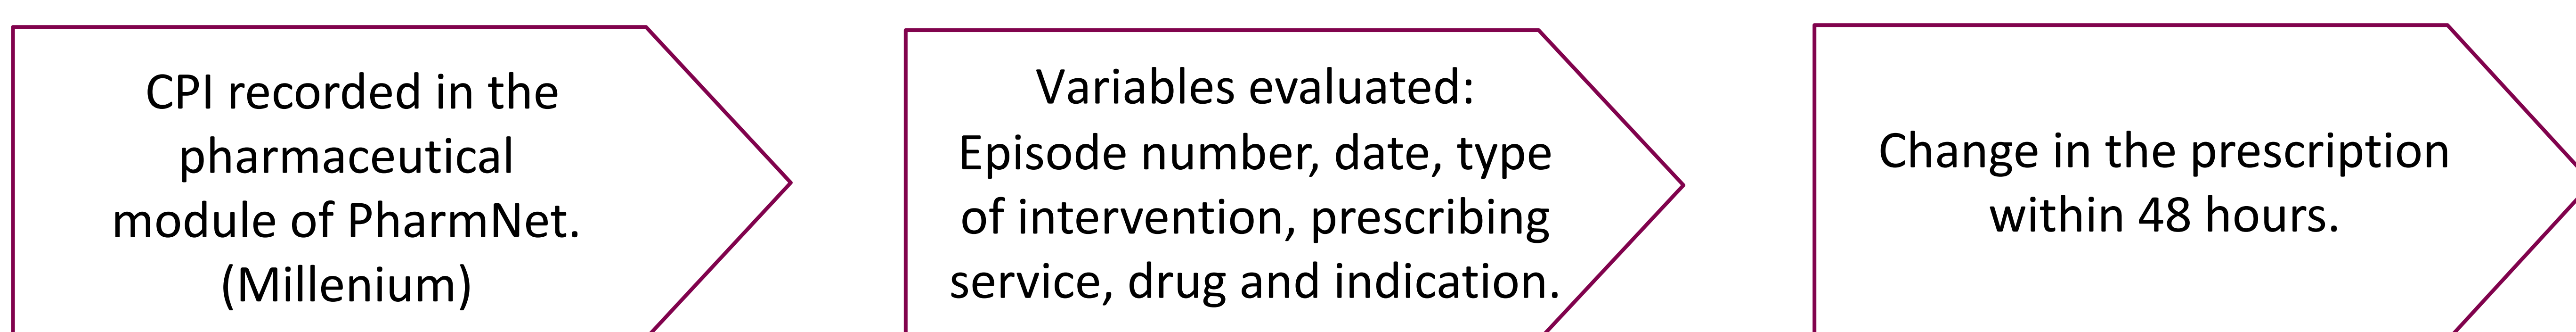 CPI recorded in the
pharmaceutical
module of PharmNet.
(Millenium)
Variables evaluated:
Episode number, date, type
of intervention, prescribing
service, drug and indication.
Change in the prescription
within 48 hours.